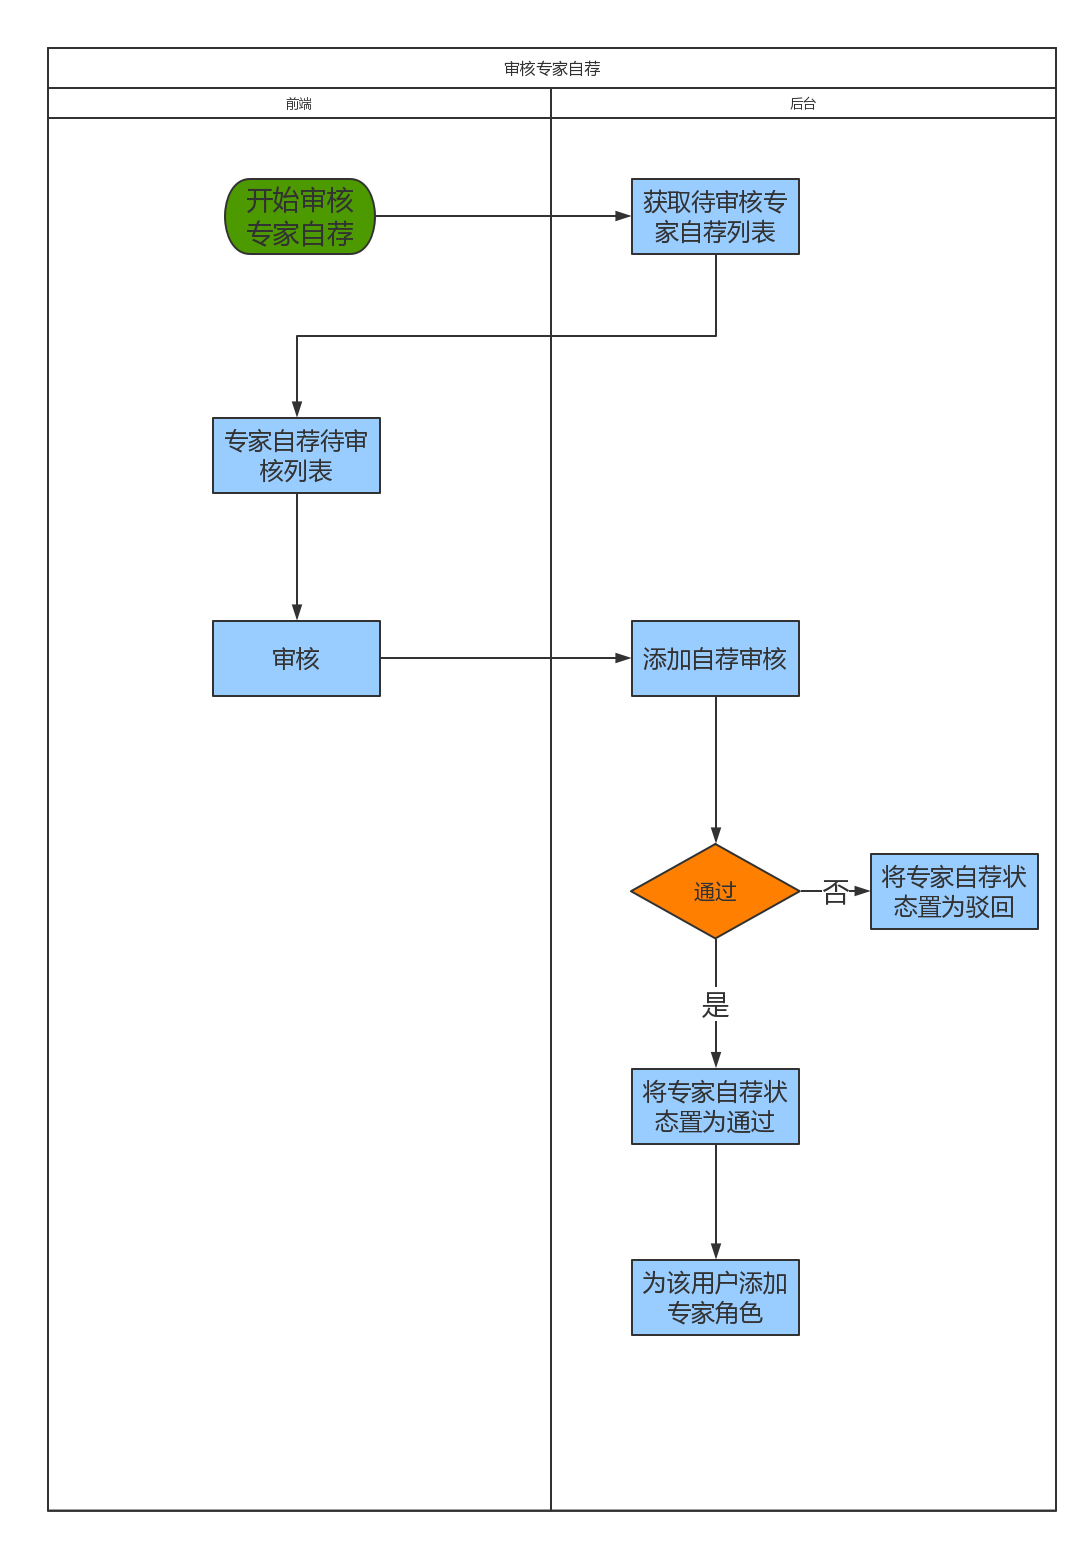 审核专家自荐
前端
后台
开始审核
专家自荐
获取待审核专
家自荐列表
专家自荐待审
核列表
审核
添加自荐审核
通过
否
将专家自荐状
态置为驳回
是
将专家自荐状
态置为通过
为该用户添加
专家角色